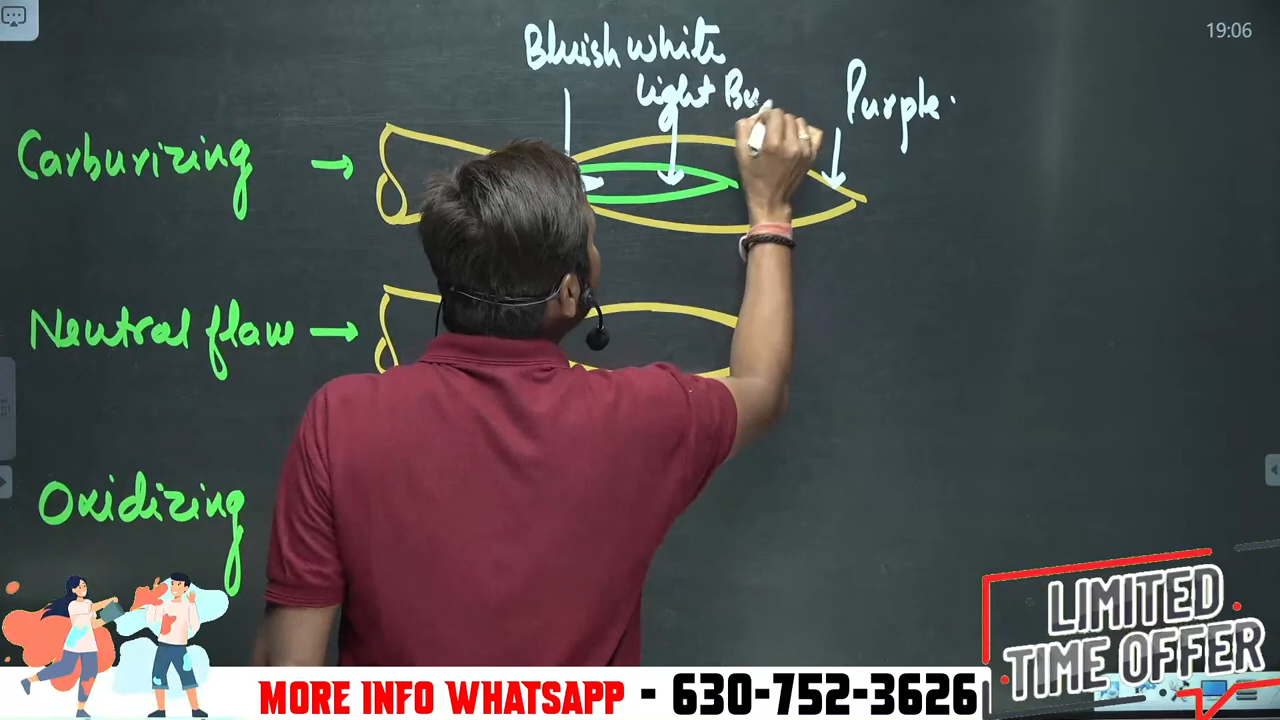 19:06
Bluish white
light
Purple
Carburizing
Neutral flaw
Oxidizing
LIMITED
TIME OFFER
MORE INFO WHATSAPP - 630-752-3626